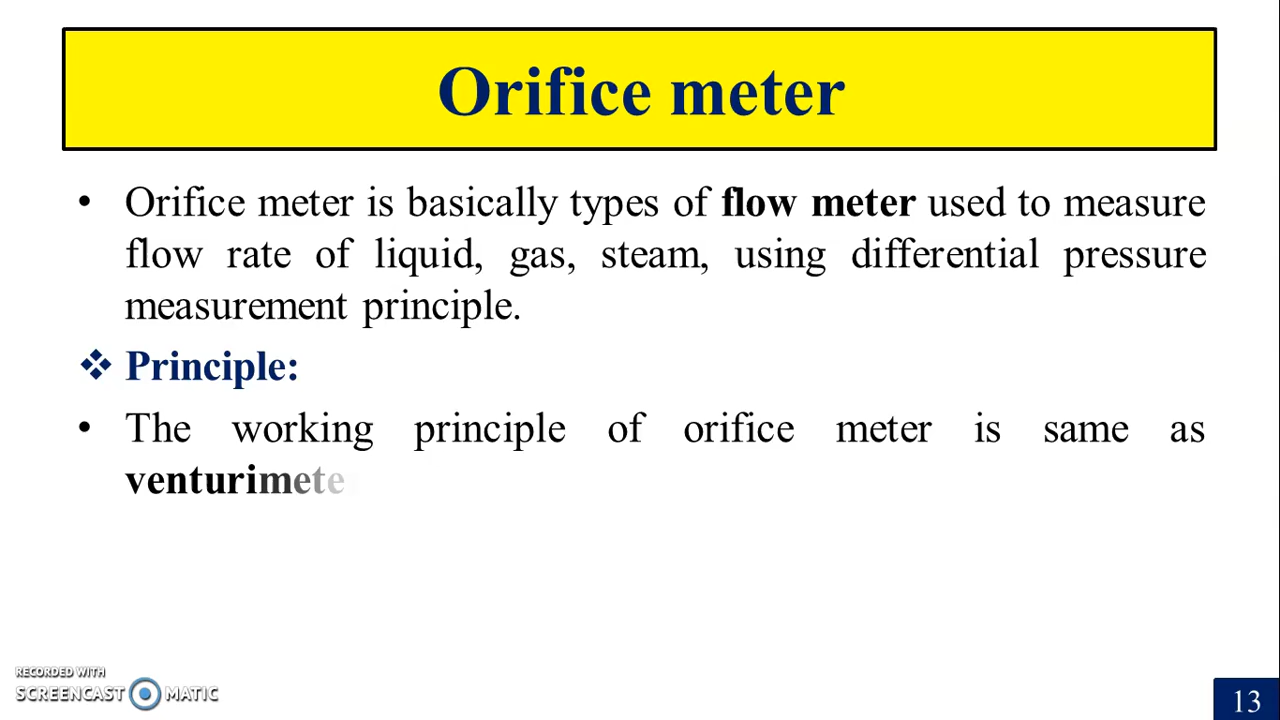 Orifice meter
• Orifice meter is basically types of flow meter used to measure
flow rate of liquid, gas, steam, using differential pressure
measurement principle.
❖ Principle:
• The working principle of orifice meter is same as
venturimete
RECORDED WITH
SCREENCAST MATIC
13